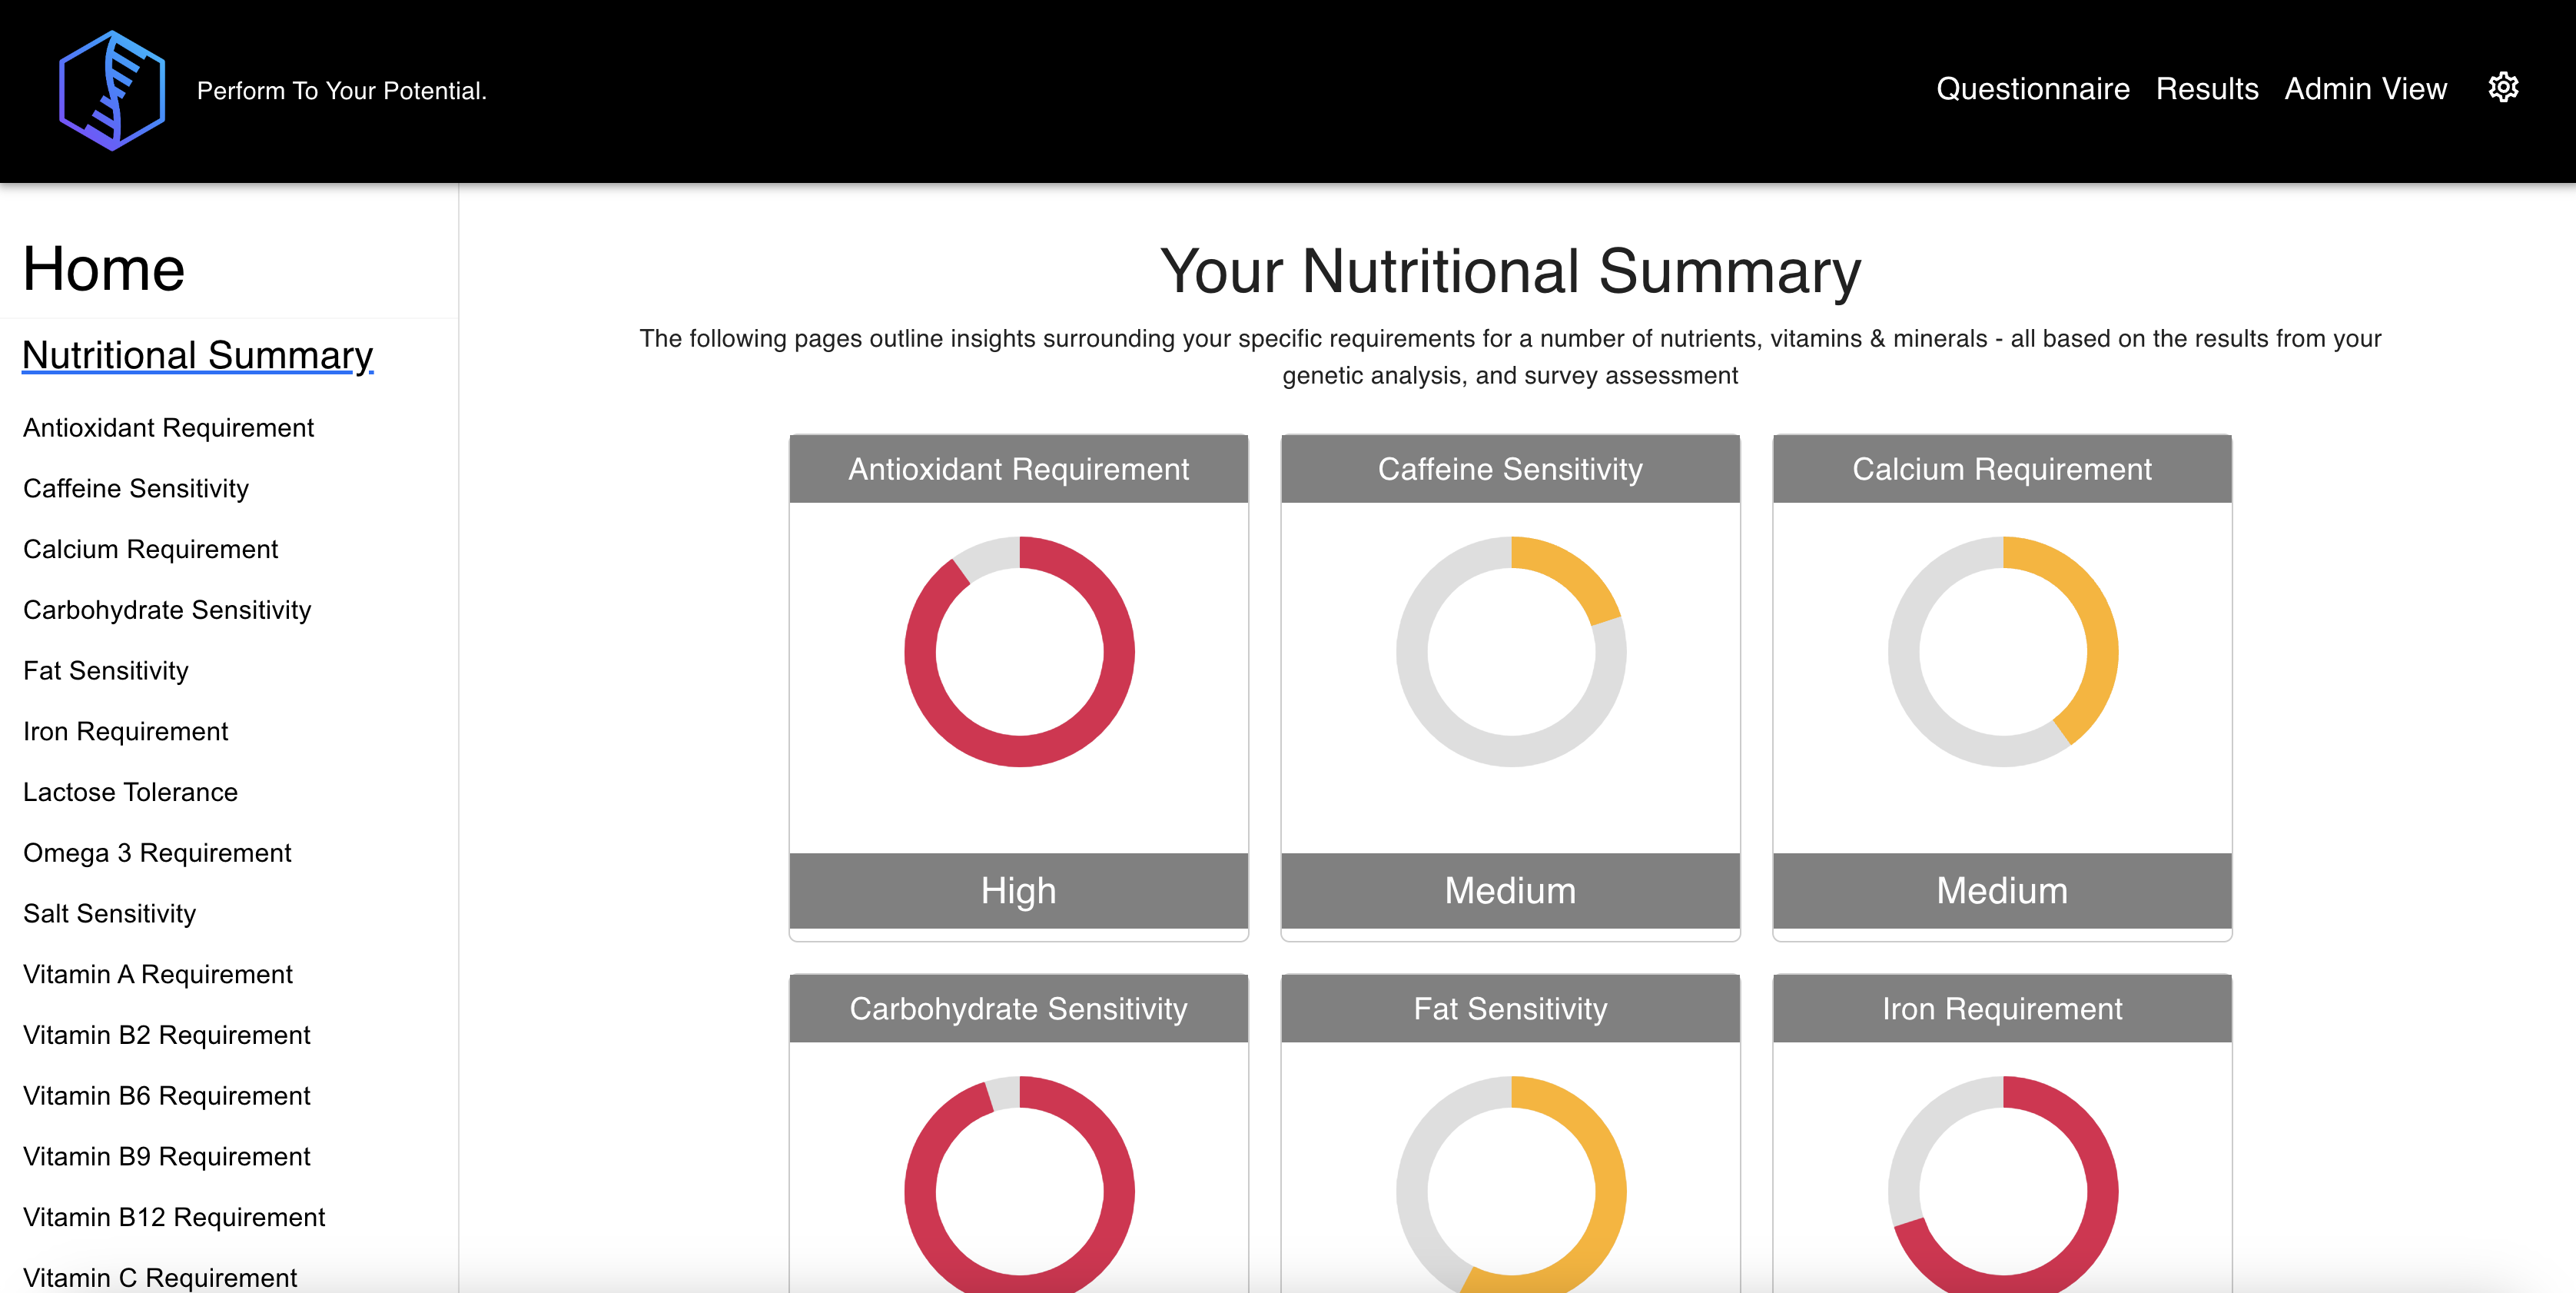 Perform To Your Potential.
Questionnaire Results Admin View
Home
Nutritional Summary
Antioxidant Requirement
Caffeine Sensitivity
Calcium Requirement
Carbohydrate Sensitivity
Fat Sensitivity
Iron Requirement
Lactose Tolerance
Omega 3 Requirement
Salt Sensitivity
Vitamin A Requirement
Vitamin B2 Requirement
Vitamin B6 Requirement
Vitamin B9 Requirement
Vitamin B12 Requirement
Vitamin C Requirement
Your Nutritional Summary
The following pages outline insights surrounding your specific requirements for a number of nutrients, vitamins & minerals - all based on the results from your
genetic analysis, and survey assessment
Antioxidant Requirement
High
Caffeine Sensitivity
Medium
Calcium Requirement
Medium
Carbohydrate Sensitivity
Fat Sensitivity
Iron Requirement